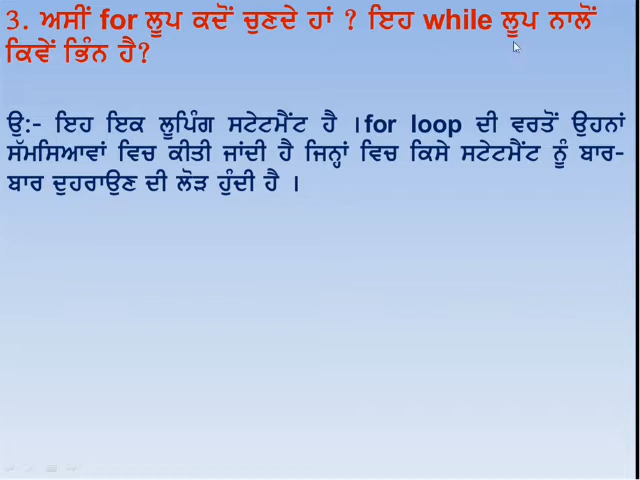 3. ਅਸੀਂ for ਲੂਪ ਕਦੋਂ ਚੁਣਦੇ ਹਾਂ ? ਇਹ while ਲੂਪ ਨਾਲੋਂ
ਕਿਵੇਂ ਭਿੰਨ ਹੈ?
ਉ:- ਇਹ ਇਕ ਲੂਪਿੰਗ ਸਟੇਟਮੈਂਟ ਹੈ ।for loop ਦੀ ਵਰਤੋਂ ਉਹਨਾਂ
ਸੱਮਸਿਆਵਾਂ ਵਿਚ ਕੀਤੀ ਜਾਂਦੀ ਹੈ ਜਿਨ੍ਹਾਂ ਵਿਚ ਕਿਸੇ ਸਟੇਟਮੈਂਟ ਨੂੰ ਬਾਰ-
ਬਾਰ ਦੁਹਰਾਉਣ ਦੀ ਲੋੜ ਹੁੰਦੀ ਹੈ ।